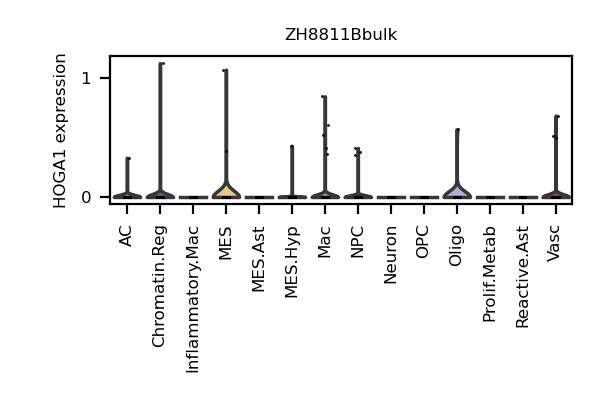 ZH8811Bbulk
HOGA1 expression
1
0
AC
Chromatin.Reg
Inflammatory.Mac
MES
MES.Ast
MES.Hyp
Mac
NPC
Neuron
OPC
Oligo
Prolif.Metab
Reactive.Ast
Vasc